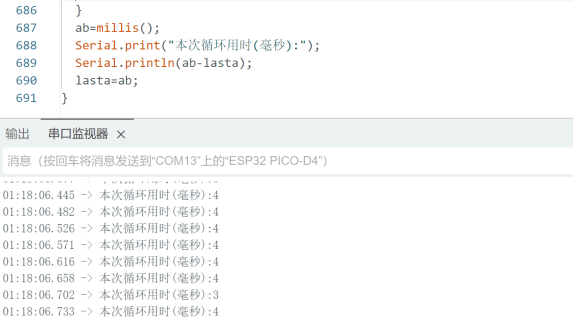 686 }
687 ab=millis();
688 Serial.print("本次循环用时(毫秒):");
689 Serial.println(ab-lasta);
690 lasta=ab;
691 }
输出 串口监视器 ×
消息（按回车将消息发送到“COM13”上的“ESP32 PICO-D4”）
01:18:06.445 -> 本次循环用时(毫秒):4
01:18:06.482 -> 本次循环用时(毫秒):4
01:18:06.526 -> 本次循环用时(毫秒):4
01:18:06.571 -> 本次循环用时(毫秒):4
01:18:06.616 -> 本次循环用时(毫秒):4
01:18:06.658 -> 本次循环用时(毫秒):4
01:18:06.702 -> 本次循环用时(毫秒):3
01:18:06.733 -> 本次循环用时(毫秒):4